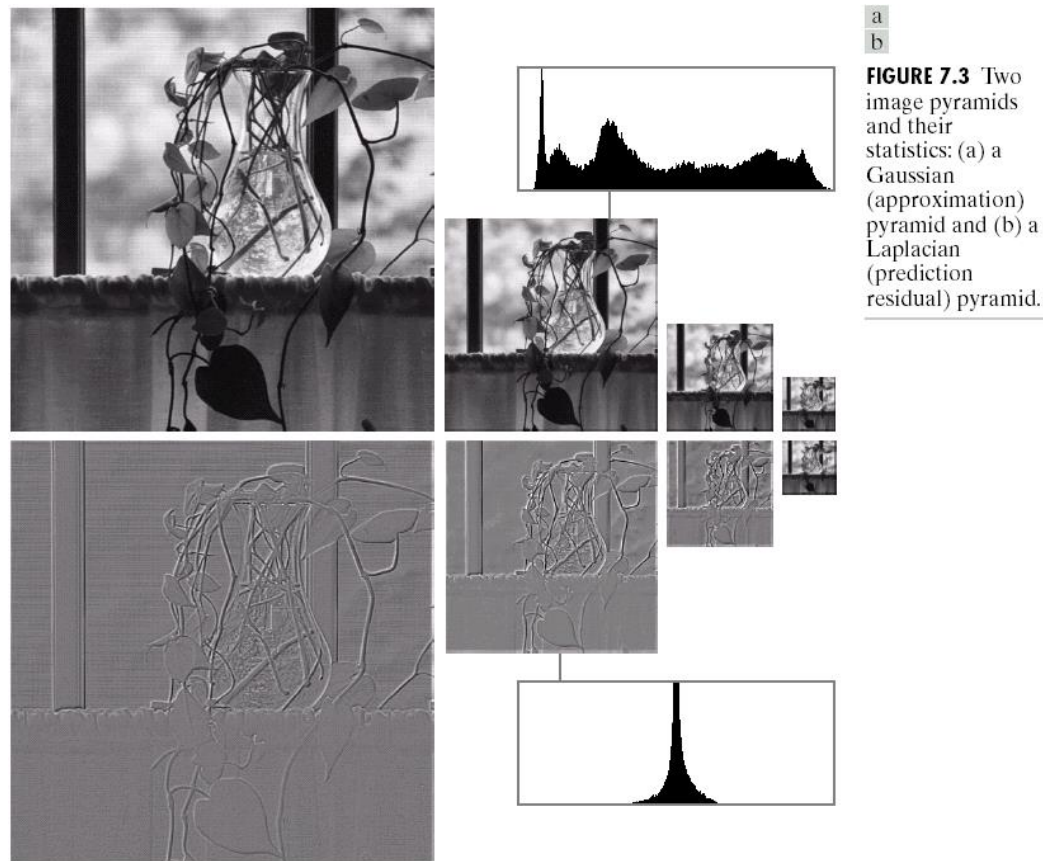 a
b
FIGURE 7.3 Two
image pyramids
and their
statistics: (a) a
Gaussian
(approximation)
pyramid and (b) a
Laplacian
(prediction
residual) pyramid.